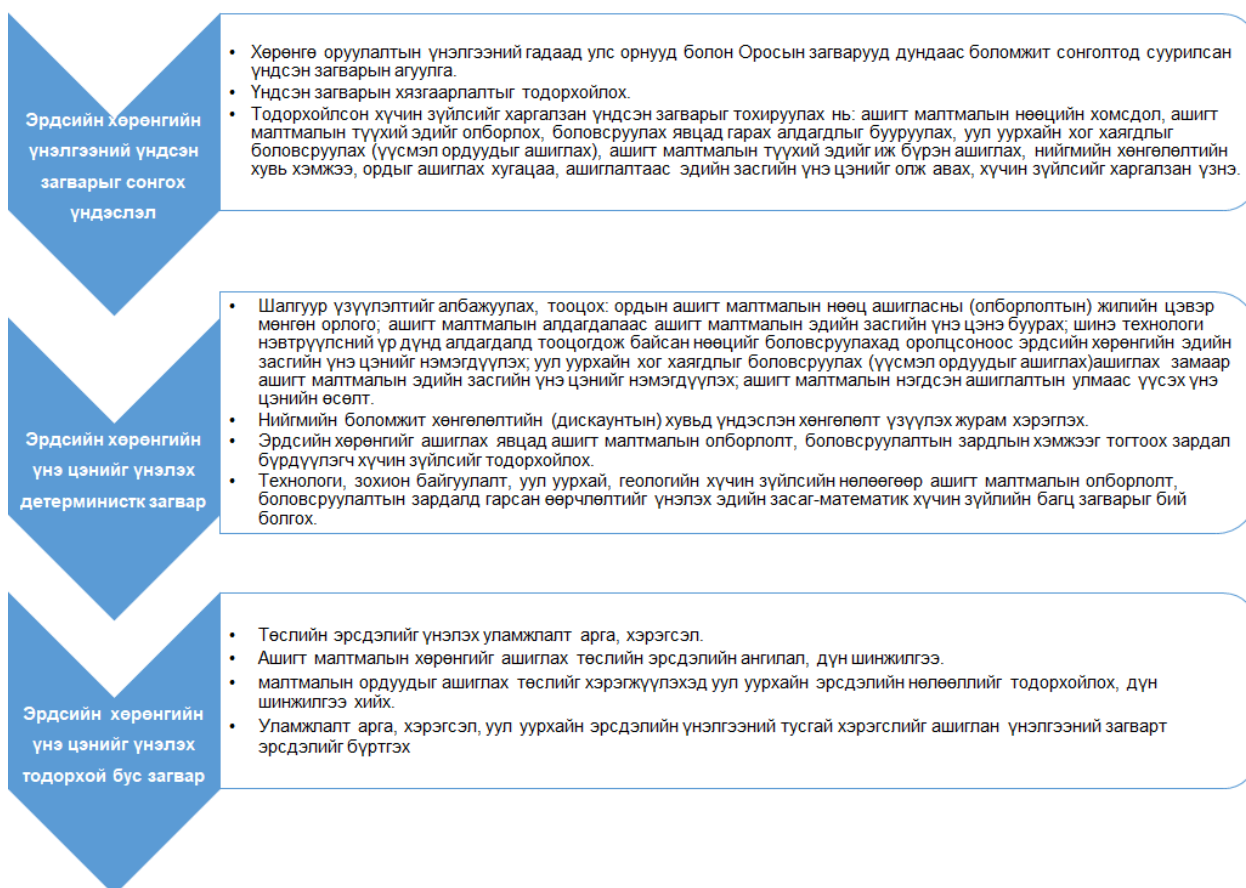 Эрдсийн хөрөнгийн
үнэлгээний үндсэн
загварыг сонгох
үндэслэл
• Хөрөнгө оруулалтын үнэлгээний гадаад улс орнууд болон Оросын загварууд дундаас боломжит сонголтод суурилсан
үндсэн загварын агуулга.
• Үндсэн загварын хязгаарлалтыг тодорхойлох.
• Тодорхойлсон хүчин зүйлсийг харгалзан үндсэн загварыг тохируулах нь: ашигт малтмалын нөөцийн хомсдол, ашигт
малтмалын түүхий эдийг олборлох, боловсруулах явцад гарах алдагдлыг бууруулах, уул уурхайн хог хаягдлыг
боловсруулах (үүсмэл ордуудыг ашиглах), ашигт малтмалын түүхий эдийг иж бүрэн ашиглах, нийгмийн хөнгөлөлтийн
хувь хэмжээ, ордыг ашиглах хугацаа, ашиглалтаас эдийн засгийн үнэ цэнийг олж авах, хүчин зүйлсийг харгалзан үзнэ.
Эрдсийн хөрөнгийн
үнэ цэнийг үнэлэх
детерминистк загвар
• Шалгуур үзүүлэлтийг албажуулах, тооцох: ордын ашигт малтмалын нөөц ашигласны (олборлолтын) жилийн цэвэр
мөнгөн орлого; ашигт малтмалын алдагдалаас ашигт малтмалын эдийн засгийн үнэ цэнэ буурах; шинэ технологи
нэвтрүүлсний үр дүнд алдагдалд тооцогдож байсан нөөцийг боловсруулахад оролцсоноос эрдсийн хөрөнгийн эдийн
засгийн үнэ цэнийг нэмэгдүүлэх; уул уурхайн хог хаягдлыг боловсруулах (үүсмэл ордуудыг ашиглах)ашиглах замаар
ашигт малтмалын эдийн засгийн үнэ цэнийг нэмэгдүүлэх; ашигт малтмалын нэгдсэн ашиглалтын улмаас үүсэх үнэ
цэнийн өсөлт.
• Нийгмийн боломжит хөнгөлөлтийн (дискаунтын) хувьд үндэслэн хөнгөлөлт үзүүлэх журам хэрэглэх.
• Эрдсийн хөрөнгийг ашиглах явцад ашигт малтмалын олборлолт, боловсруулалтын зардлын хэмжээг тогтоох зардал
бүрдүүлэгч хүчин зүйлсийг тодорхойлох.
• Технологи, зохион байгуулалт, уул уурхай, геологийн хүчин зүйлсийн нөлөөгөөр ашигт малтмалын олборлолт,
боловсруулалтын зардалд гарсан өөрчлөлтийг үнэлэх эдийн засаг-математик хүчин зүйлийн багц загварыг бий
болгох.
Эрдсийн хөрөнгийн
үнэ цэнийг үнэлэх
тодорхой бус загвар
• Төслийн эрсдэлийг үнэлэх уламжлалт арга, хэрэгсэл.
• Ашигт малтмалын хөрөнгийг ашиглах төслийн эрсдэлийн ангилал, дүн шинжилгээ.
• малтмалын ордуудыг ашиглах төслийг хэрэгжүүлэхэд уул уурхайн эрсдэлийн нөлөөллийг тодорхойлох, дүн
шинжилгээ хийх.
• Уламжлалт арга, хэрэгсэл, уул уурхайн эрсдэлийн үнэлгээний тусгай хэрэгслийг ашиглан үнэлгээний загварт
эрсдэлийг бүртгэх